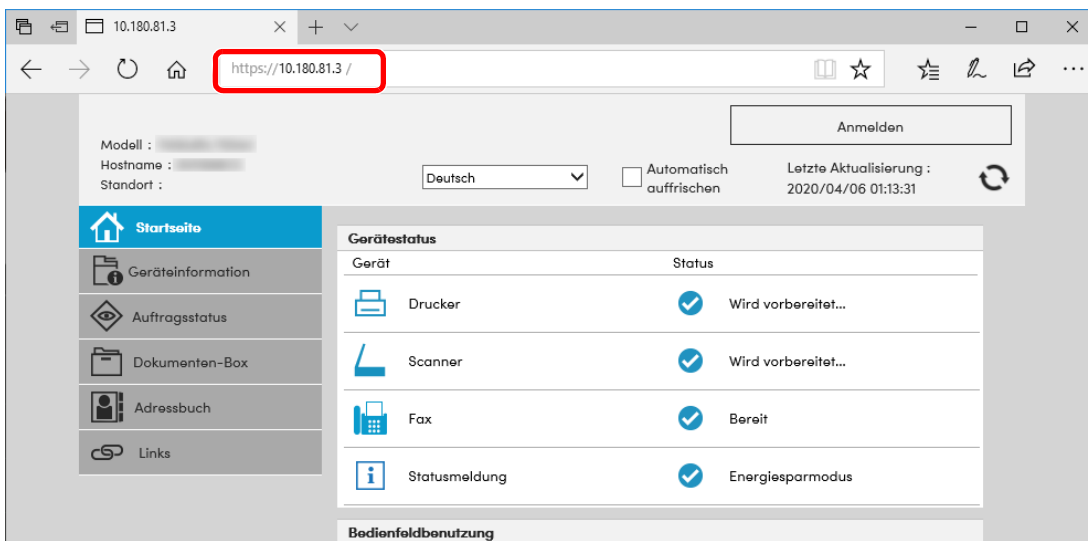 10.180.81.3
https://10.180.81.3 /
Anmelden
Modell :
Hostname :
Standort :
Deutsch
Automatisch
auffrischen
Letzte Aktualisierung :
2020/04/06 01:13:31
Startseite
Geräteinformation
Auftragsstatus
Dokumenten-Box
Adressbuch
Links
Gerätestatus
Gerät Status
Drucker Wird vorbereitet...
Scanner Wird vorbereitet...
Fax Bereit
Statusmeldung Energiesparmodus
Bedienfeldbenutzung